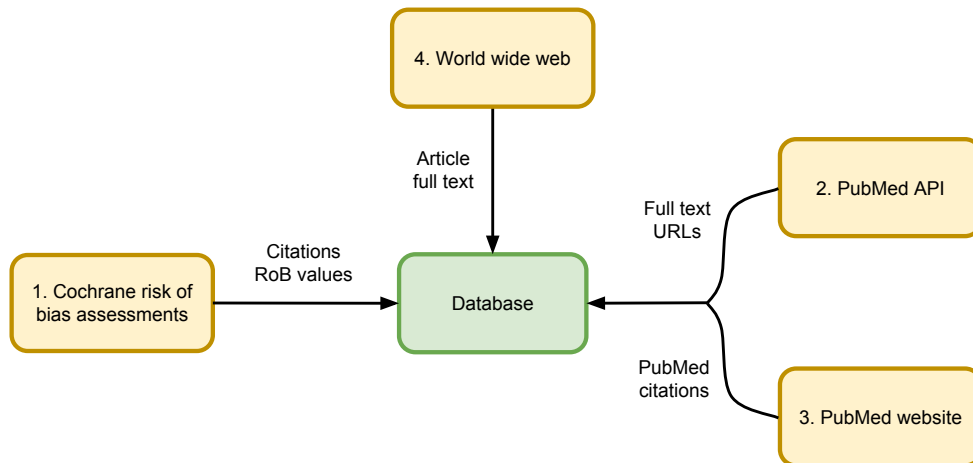 4. World wide web
Article
full text
2. PubMed API
Full text
URLs
Citations
RoB values
1. Cochrane risk of
bias assessments
Database
PubMed
citations
3. PubMed website